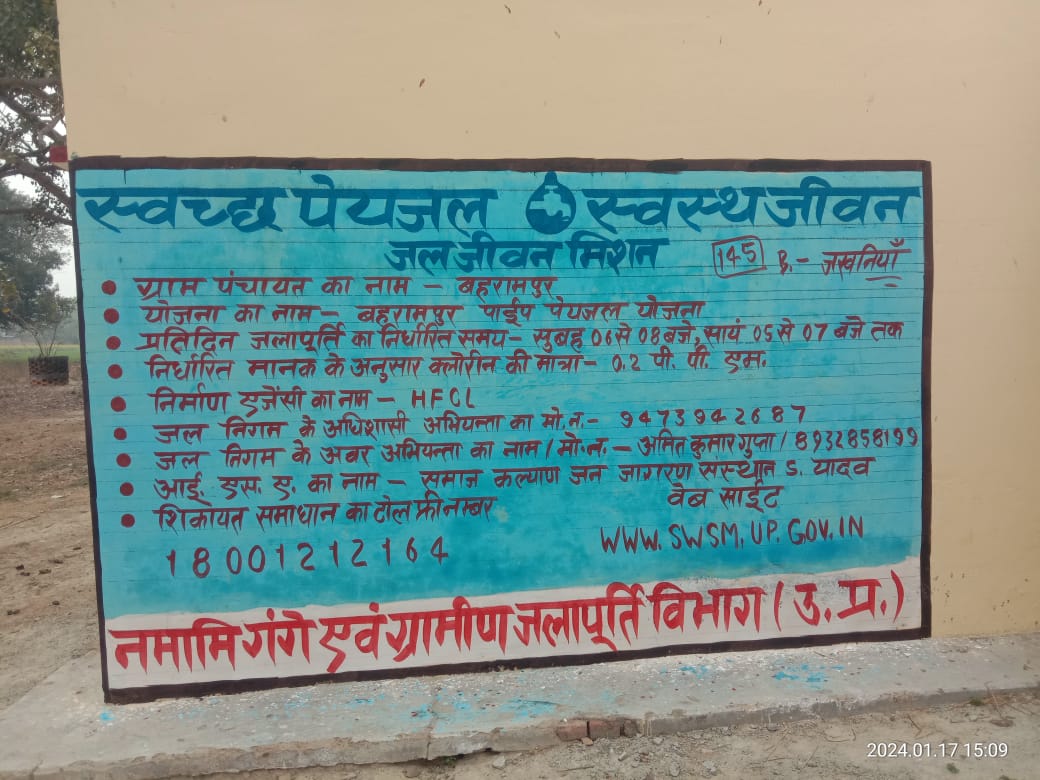 स्वच्छ पेयजल स्वस्थ जीवन
जल जीवन मिशन
145 B.- जखनियाँ
• ग्राम पंचायत का नाम - बहरामपुर
• योजना का नाम- बहरामपुर पाईप पेयजल योजना
• प्रतिदिन जलापूर्ति का निर्धारित समय- सुबह 06 से 08 बजे, सायं 05 से 07 बजे तक
• निर्धारित मानक के अनुसार क्लोरीन की मात्रा- 0.2 पी. पी. एम.
• निर्माण एजेंसी का नाम - HFCL
• जल निगम के अधिशासी अभियन्ता का मो.न.- 9473942687
• जल निगम के अवर अभियन्ता का नाम / मो.न. - अमित कुमार गुप्ता / 8932858199
• आई. एस. ए. का नाम - समाज कल्याण जन जागरण संस्थान S. यादव
• शिकायत समाधान का टोल फ्री नम्बर
18001212164
वेब साईट
WWW.SWSM.UP.GOV.IN
नमामि गंगे एवं ग्रामीण जलापूर्ति विभाग (उ.प्र.)
2024.01.17 15:09